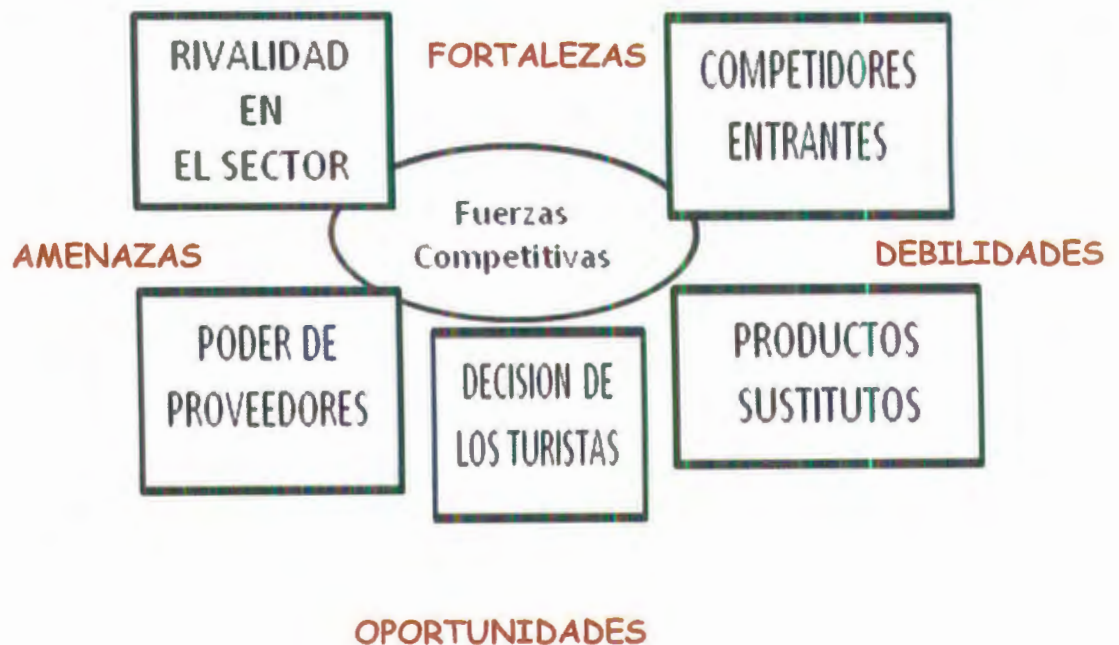 RIVALIDAD
EN
EL SECTOR
FORTALEZAS
COMPETIDORES
ENTRANTES
Fuerzas
Competitivas
AMENAZAS
DEBILIDADES
PODER DE
PROVEEDORES
DECISION DE
LOS TURISTAS
PRODUCTOS
SUSTITUTOS
OPORTUNIDADES